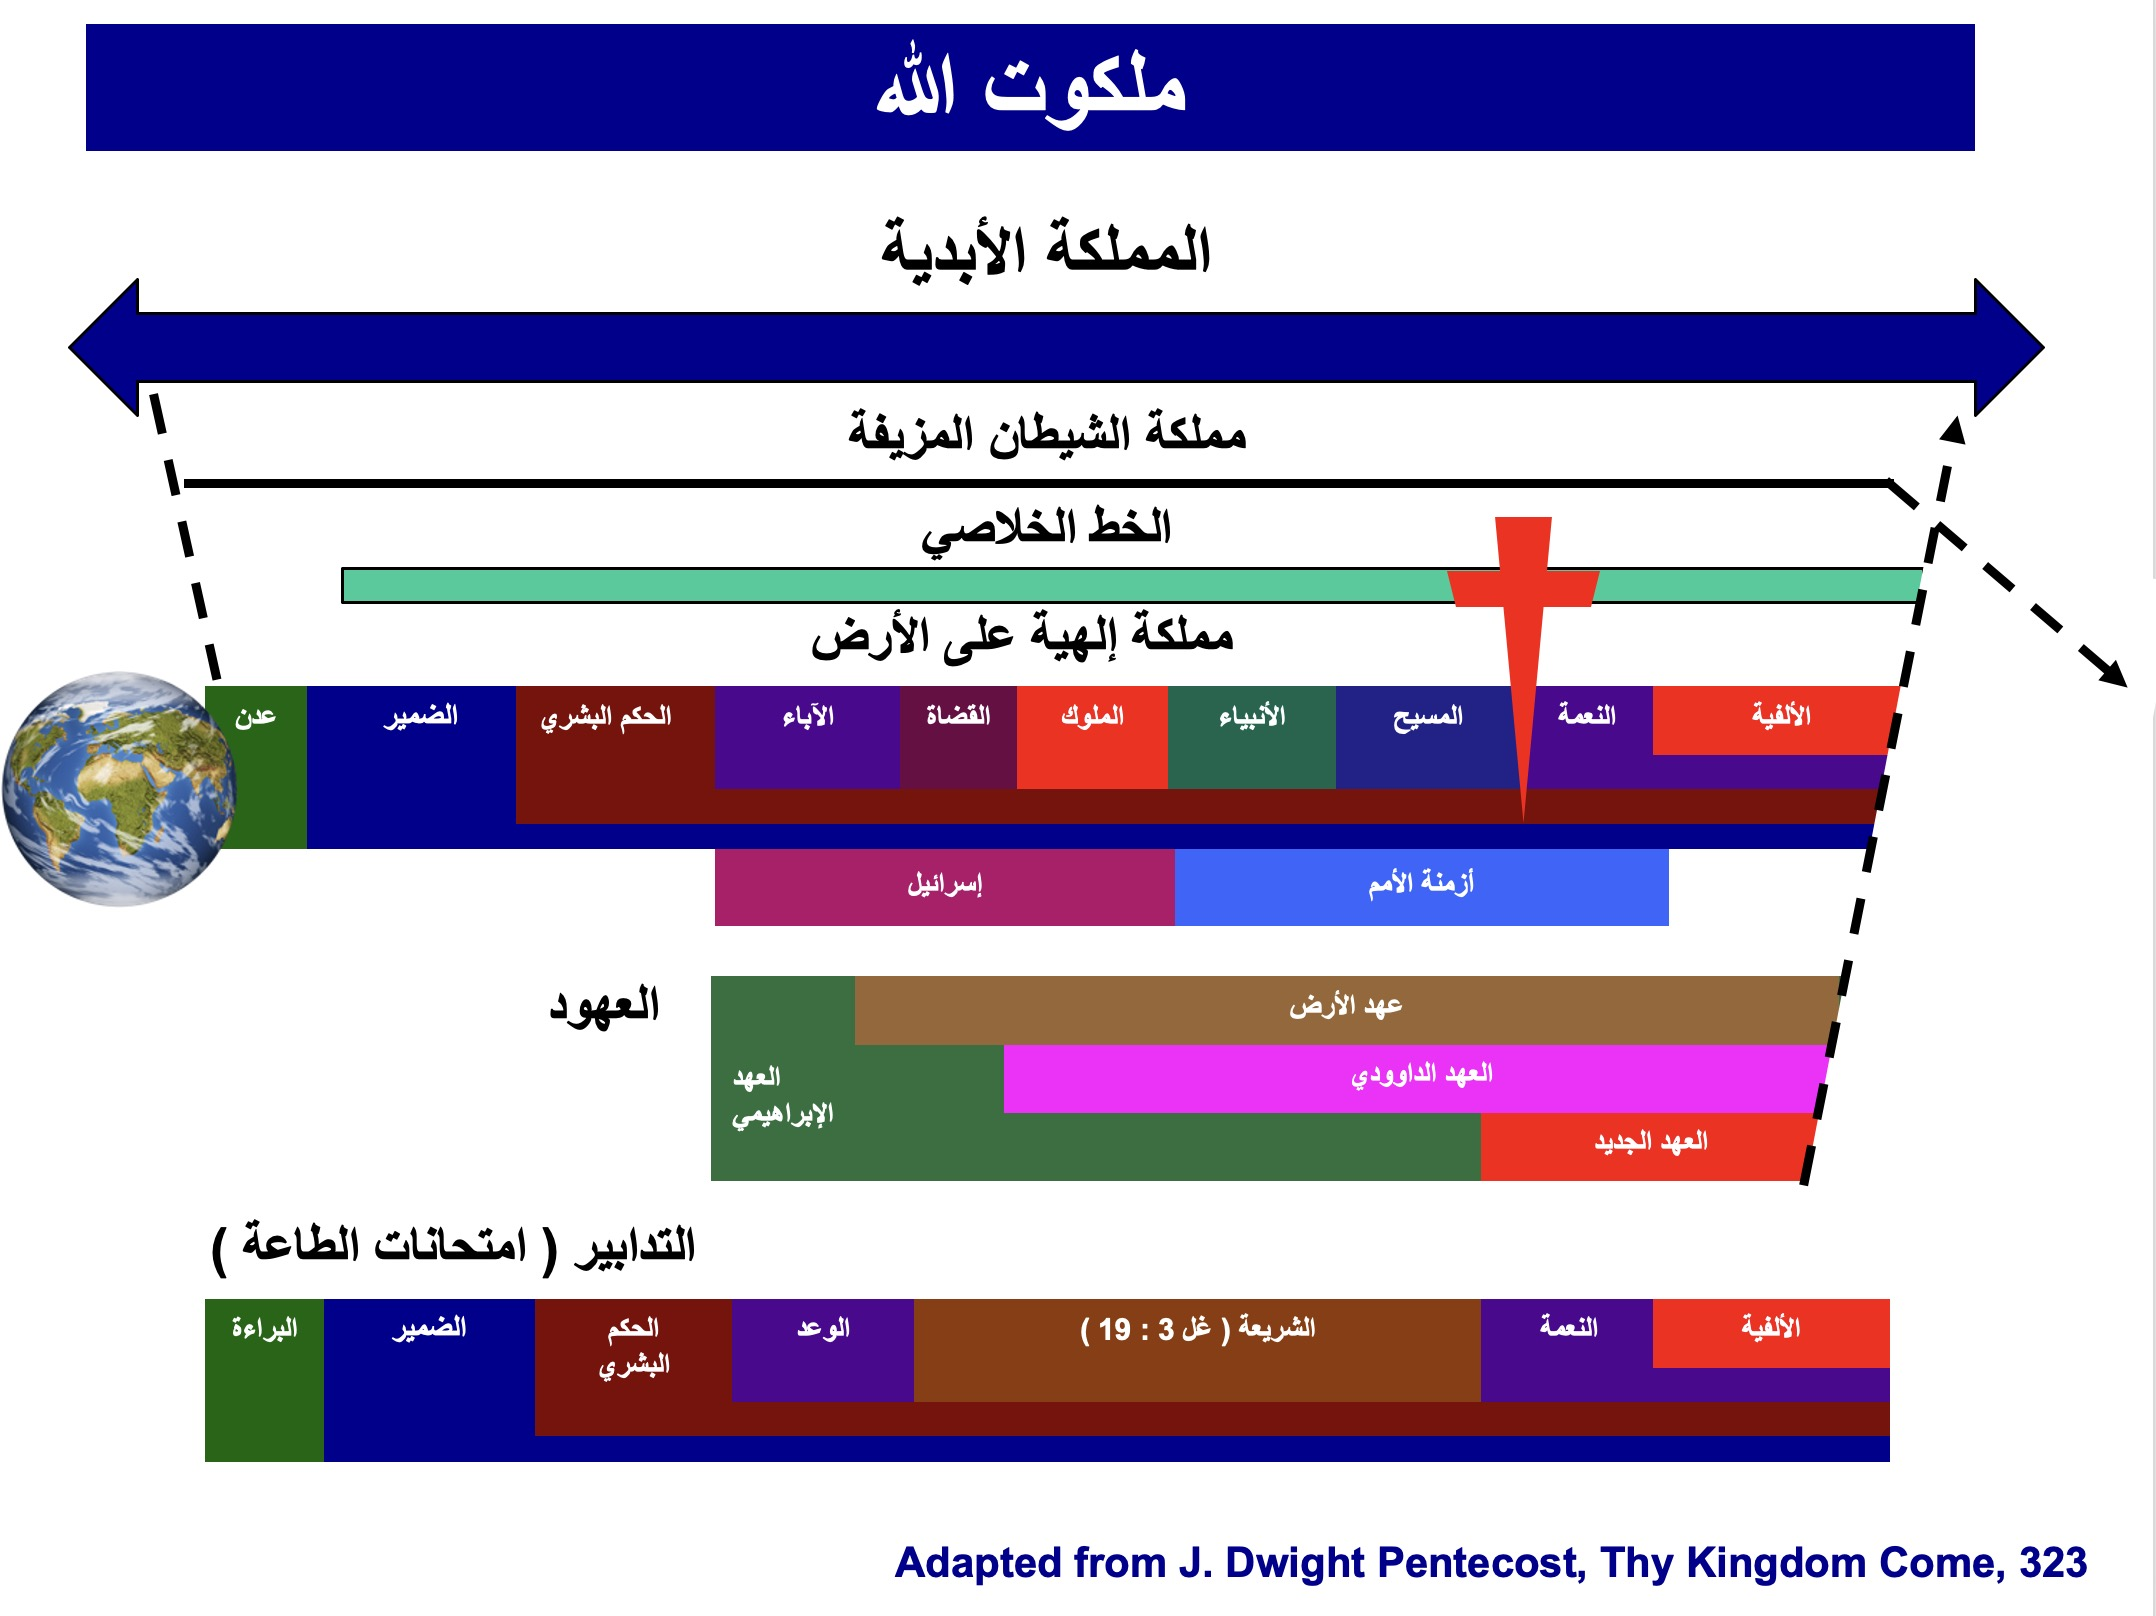 ملكوت الله
المملكة الأبدية
مملكة الشيطان المزيفة
الخط الخلاصي
مملكة إلهية على الأرض
عدن
الضمير
الحكم البشري
الآباء
القضاة
الملوك
الأنبياء
المسيح
النعمة
الألفية
إسرائيل
أزمنة الأمم
العهود
عهد الأرض
العهد الداوودي
العهد
الإبراهيمي
العهد الجديد
التدابير ( امتحانات الطاعة )
البراءة
الضمير
الحكم
البشري
الوعد
الشريعة ( غل 3 : 19 )
النعمة
الألفية
Adapted from J. Dwight Pentecost, Thy Kingdom Come, 323